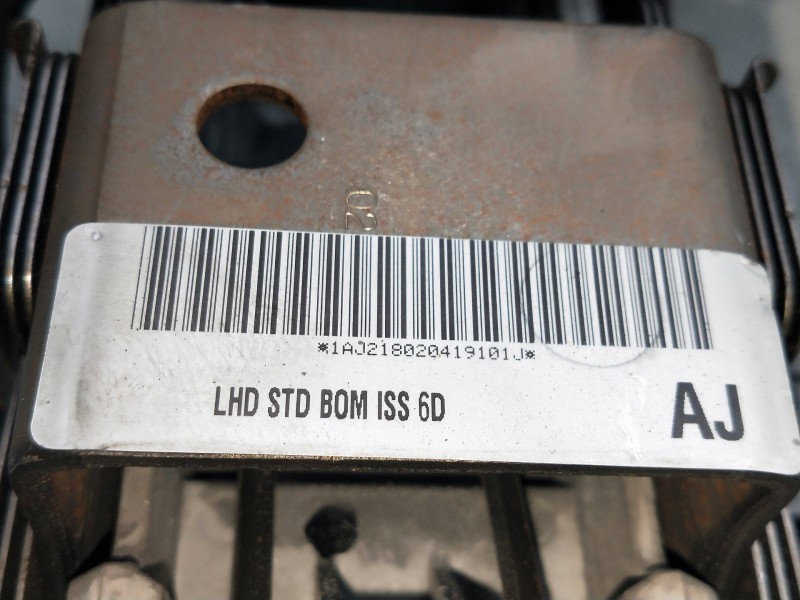 20
*1AJ218020419101J*
LHD STD BOM ISS 6D
AJ